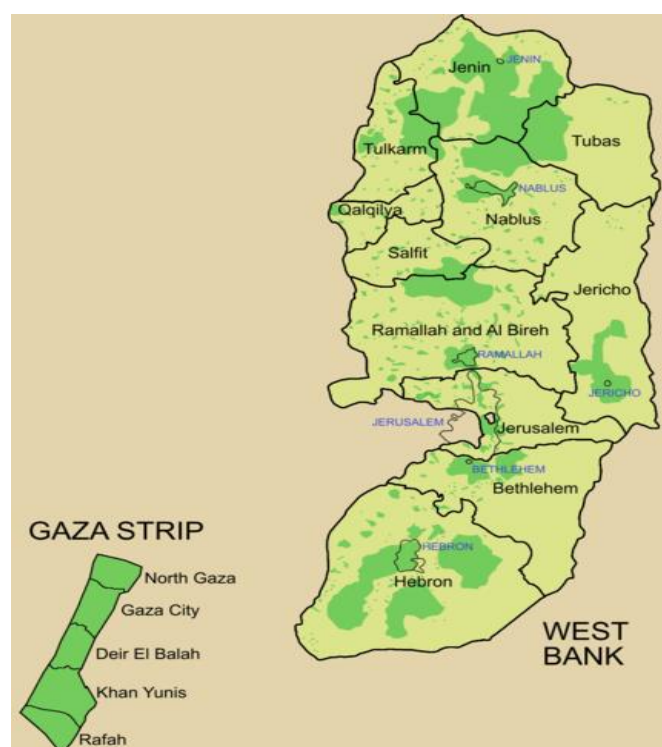 JENIN
Jenin
Tubas
Tulkarm
NABLUS
Qalqilya
Nablus
Salfit
Jericho
Ramallah and Al Bireh
RAMALLAH
JERICHO
JERUSALEM
Jerusalem
BETHLEHEM
Bethlehem
GAZA STRIP
HEBRON
Hebron
North Gaza
Gaza City
WEST
BANK
Deir El Balah
Khan Yunis
Rafah